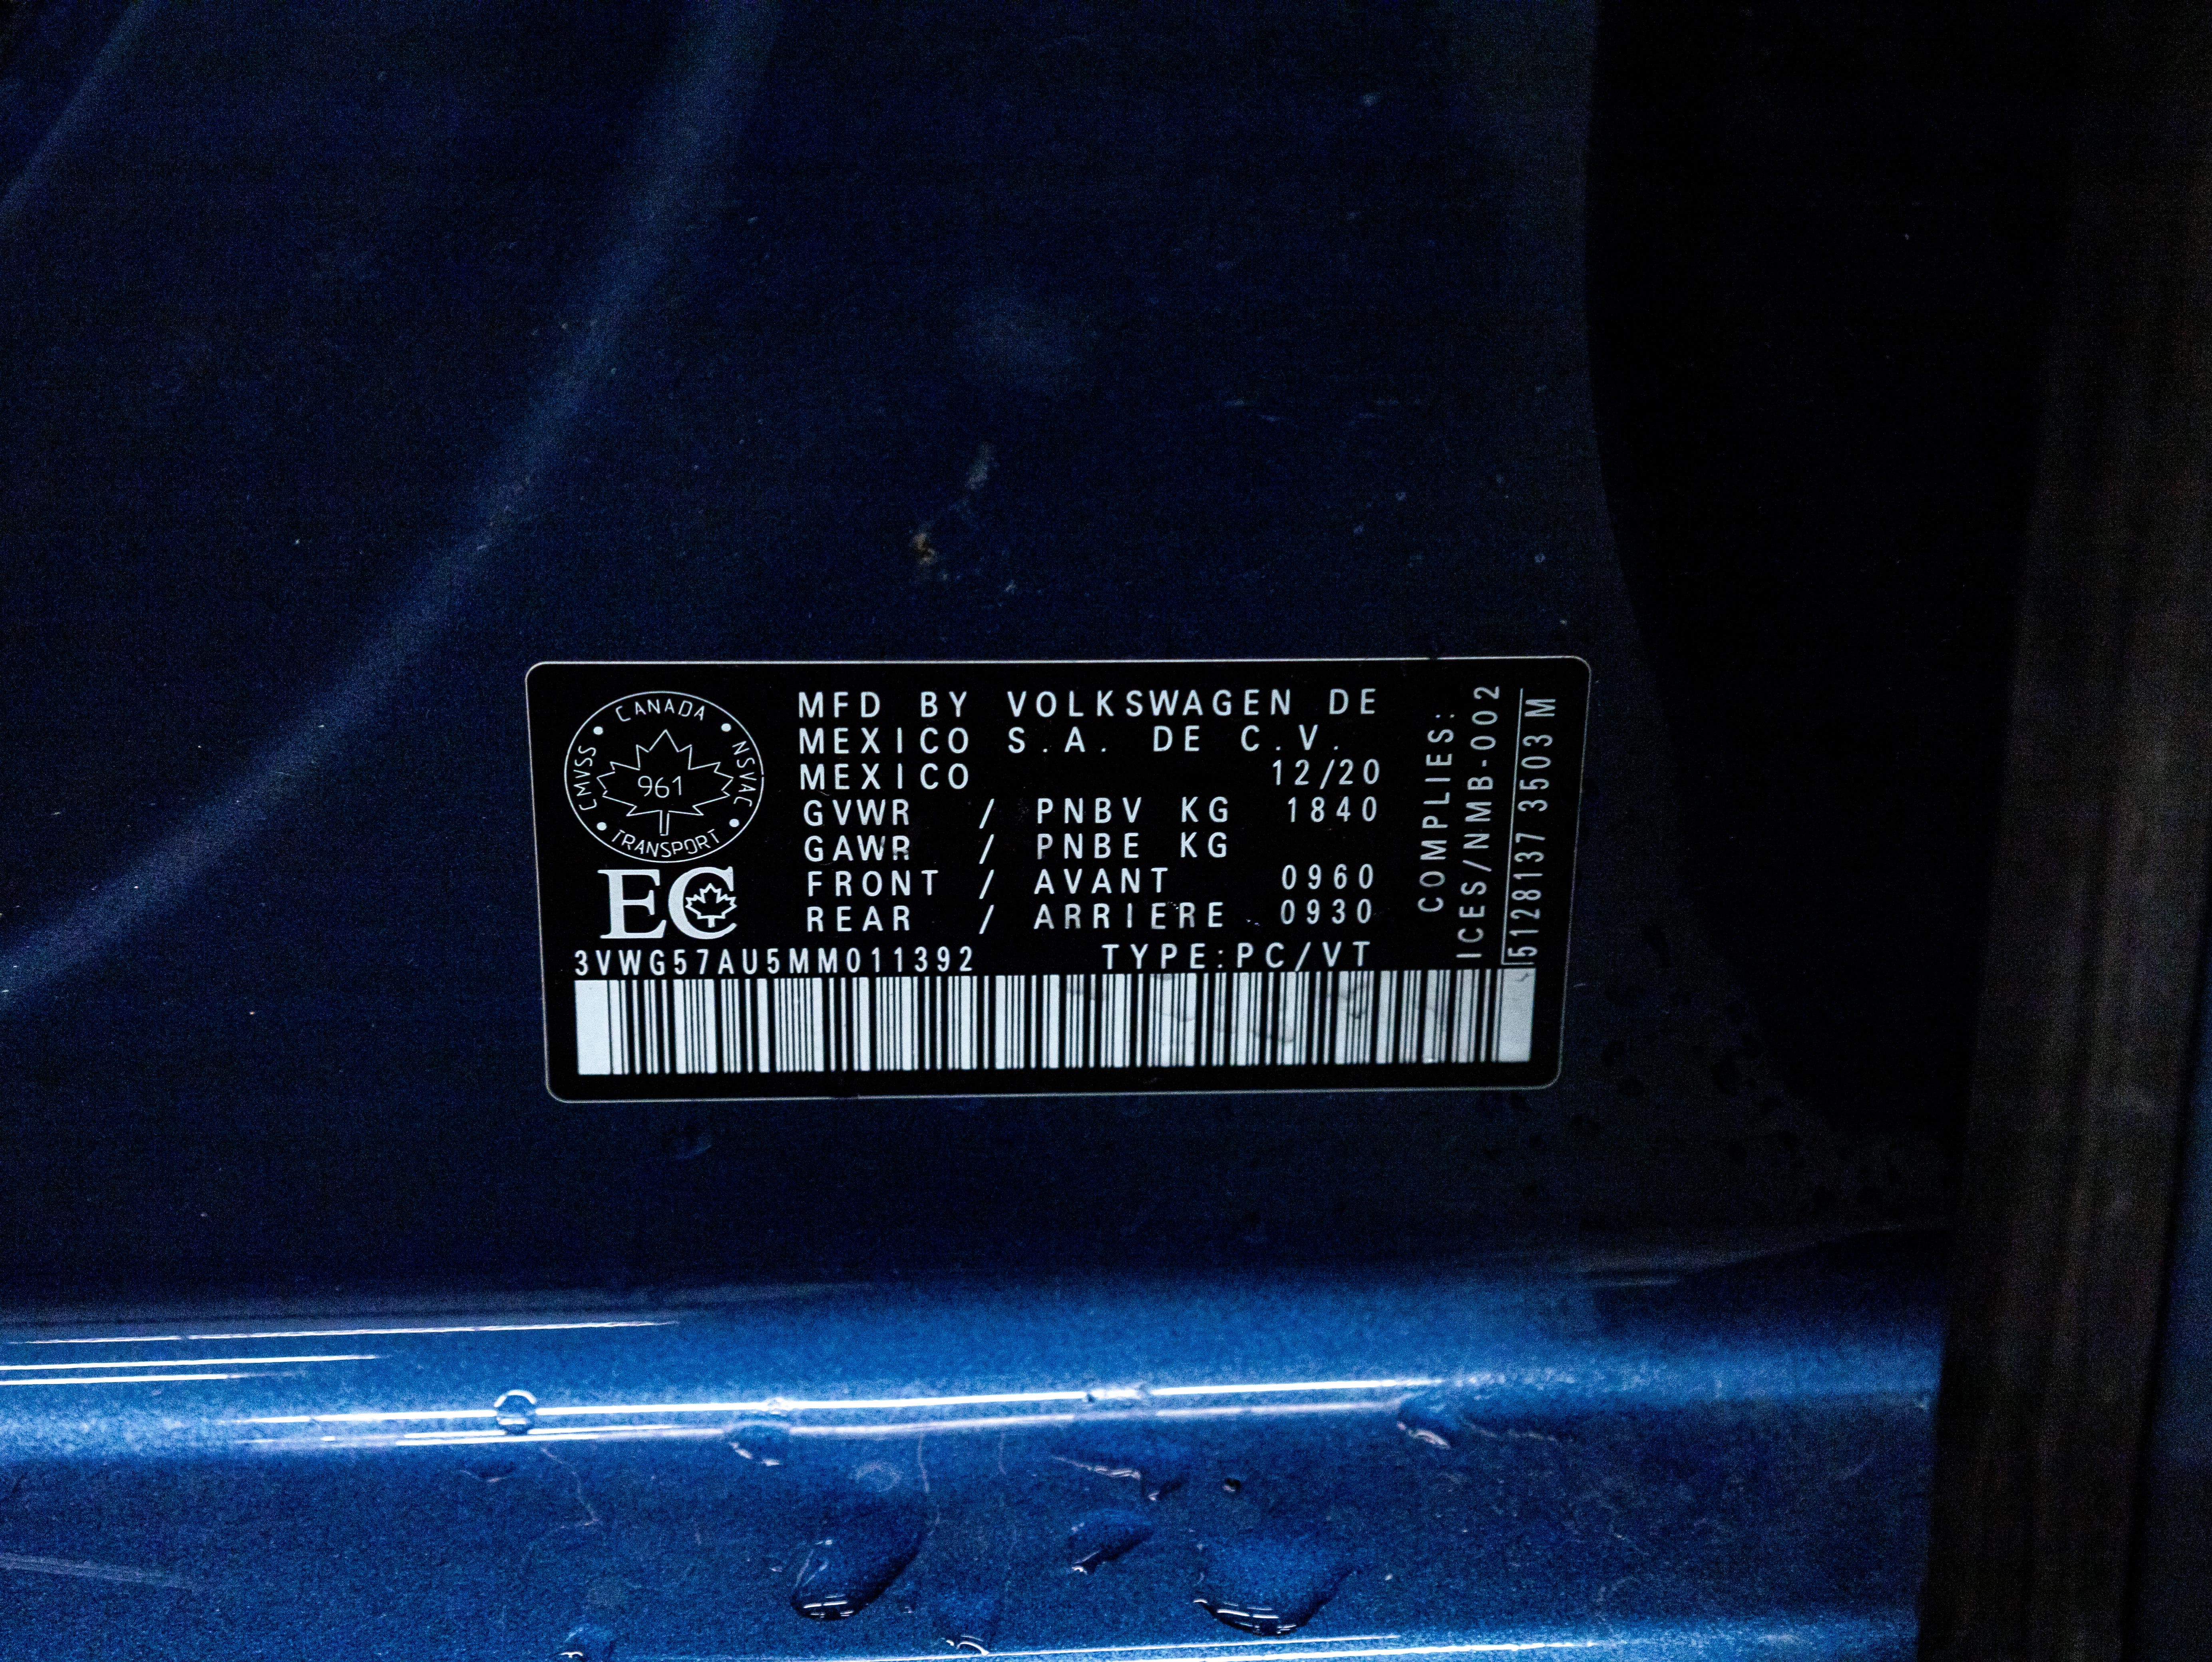 CANADA
CMVSS
NSVAC
961
TRANSPORT
EC
MFD BY VOLKSWAGEN DE
MEXICO S.A. DE C.V.
MEXICO 12/20
GVWR / PNBV KG 1840
GAWR / PNBE KG
FRONT / AVANT 0960
REAR / ARRIERE 0930
3VWG57AU5MM011392 TYPE:PC/VT
COMPLIES:
ICES/NMB-002
5128137 3503 M